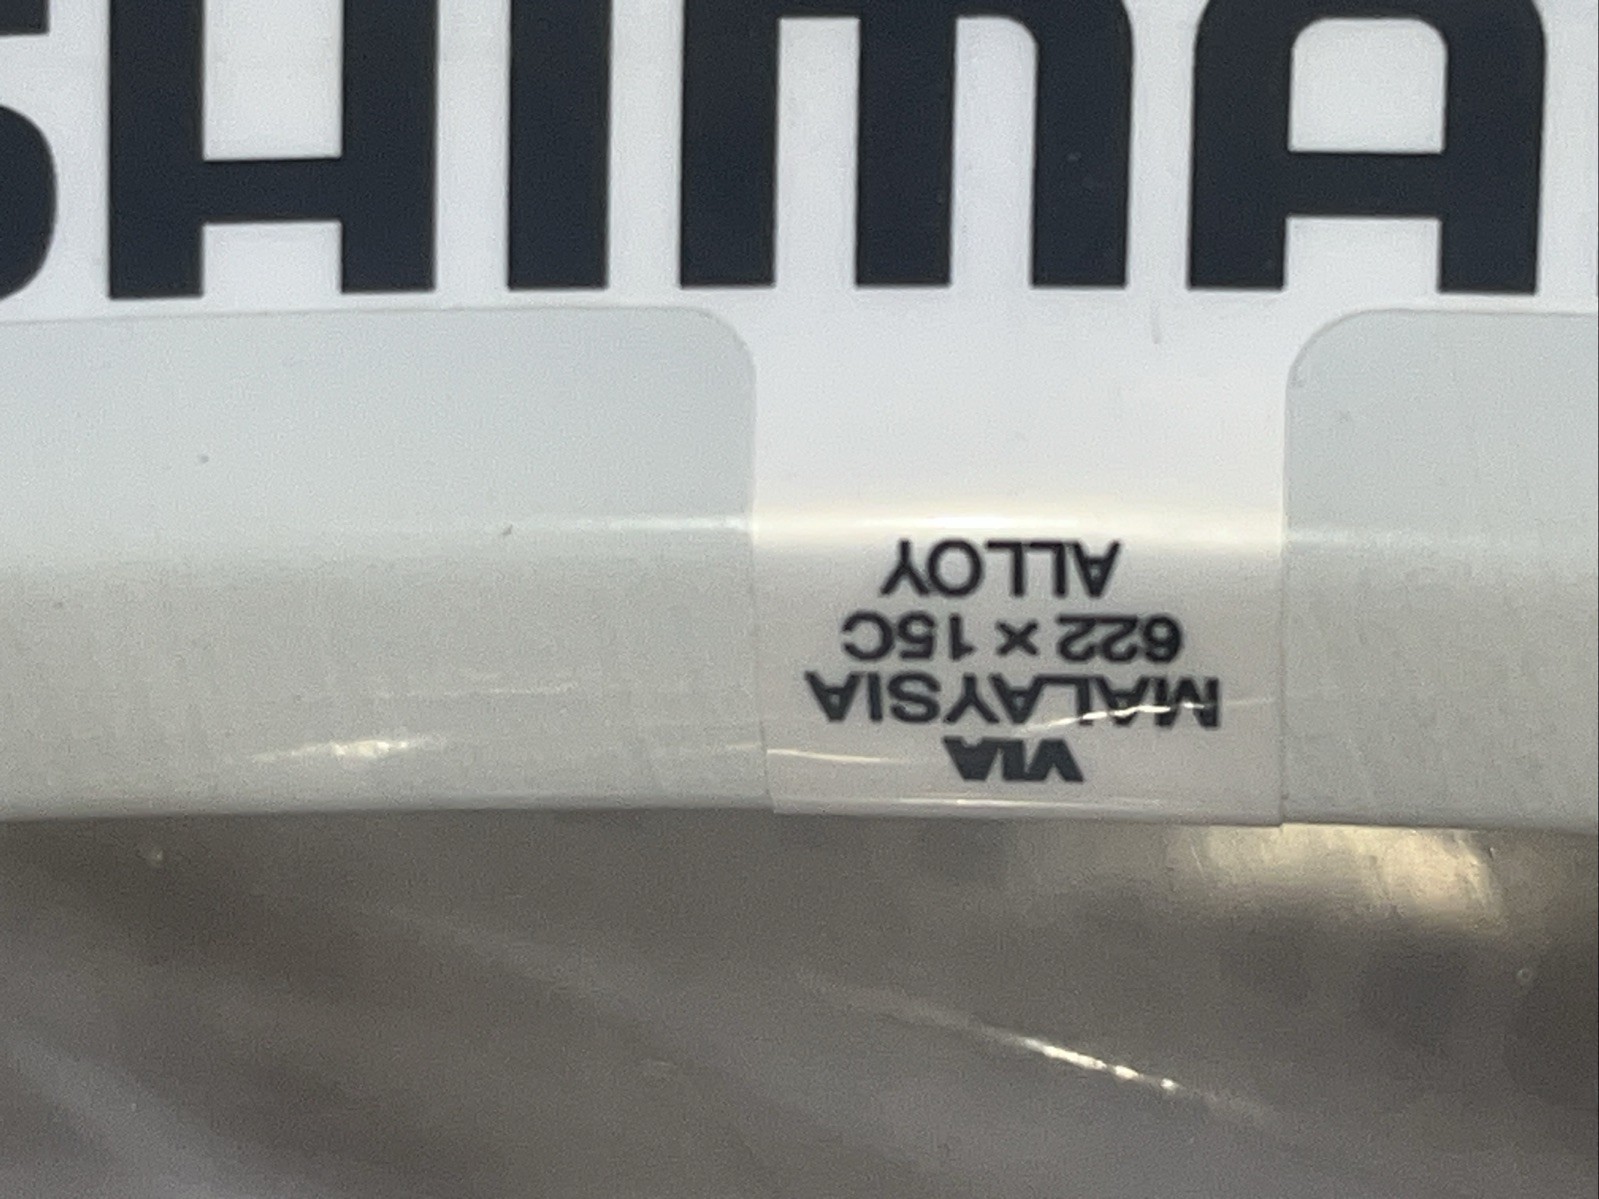 SHIMA
VIA
MALAYSIA
622 × 15C
ALLOY